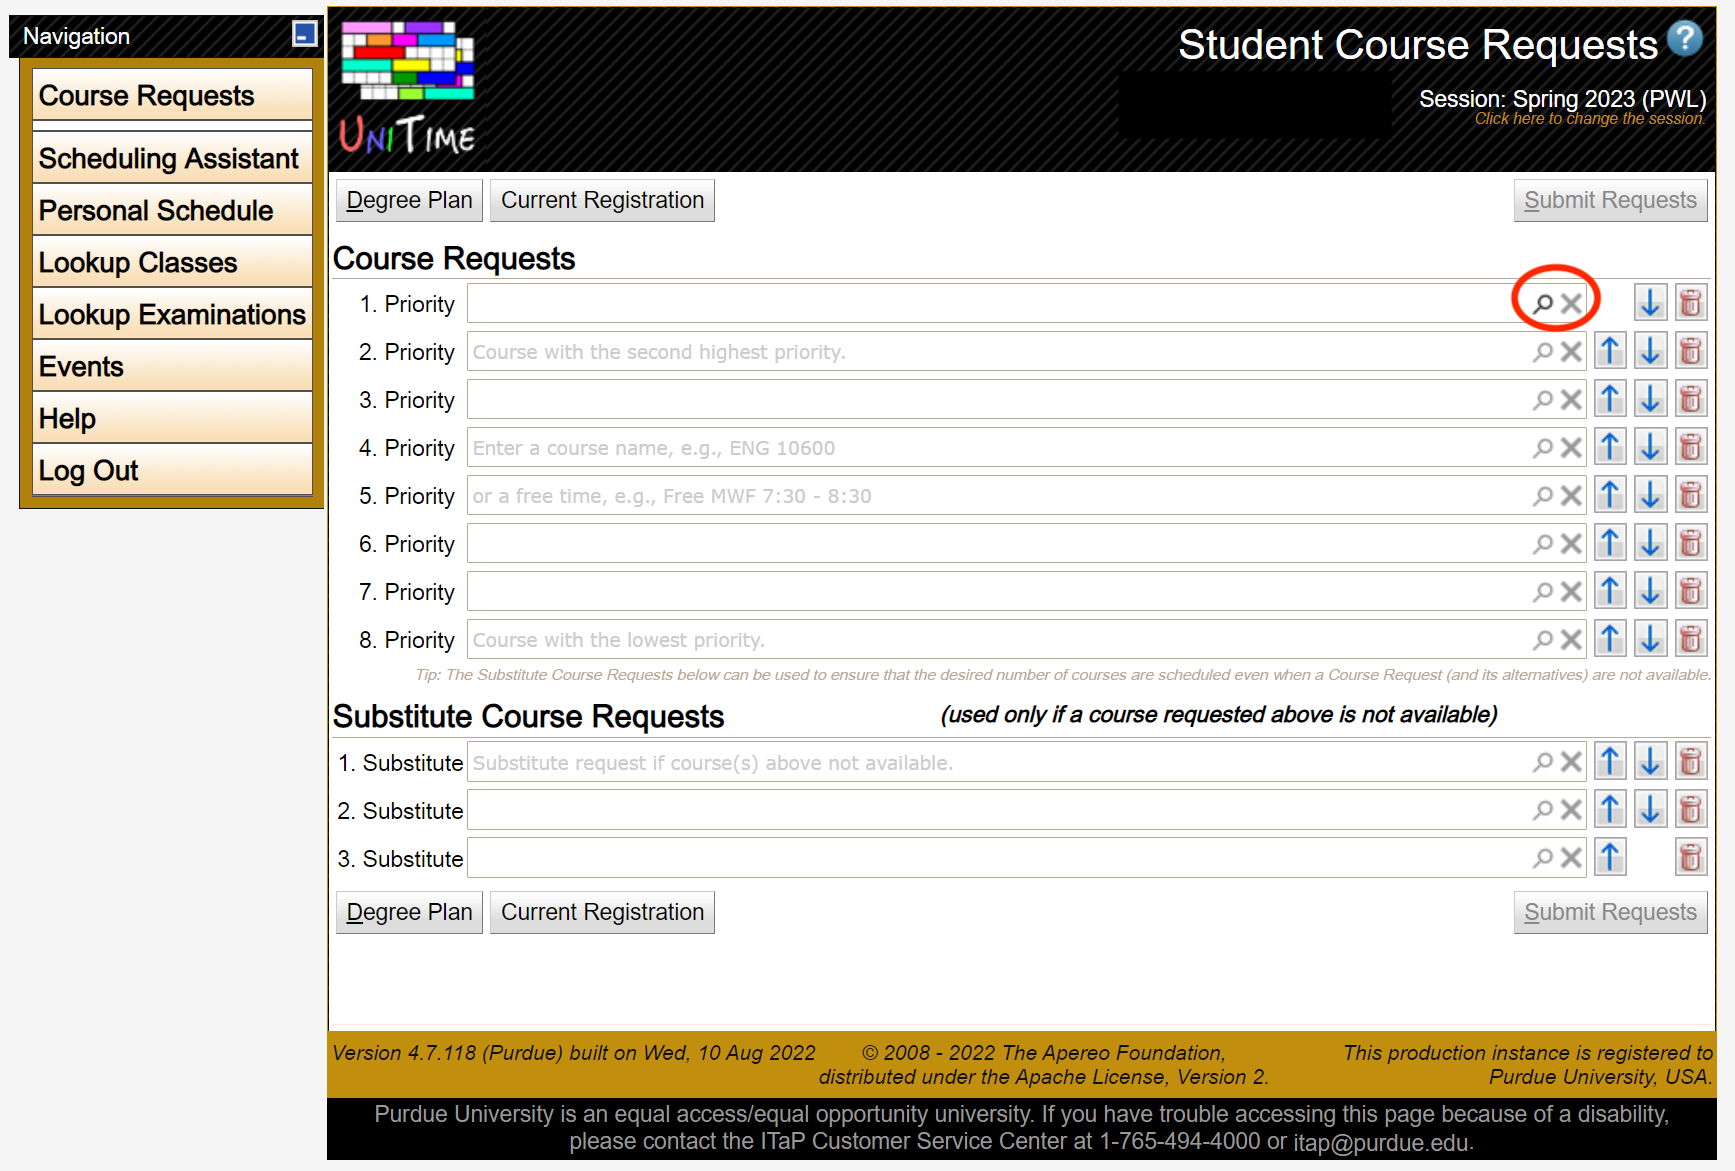 Navigation
Course Requests
Scheduling Assistant
Personal Schedule
Lookup Classes
Lookup Examinations
Events
Help
Log Out
UniTime
Student Course Requests ?
Session: Spring 2023 (PWL)
Click here to change the session.
Degree Plan Current Registration Submit Requests
Course Requests
1. Priority
2. Priority Course with the second highest priority.
3. Priority
4. Priority Enter a course name, e.g., ENG 10600
5. Priority or a free time, e.g., Free MWF 7:30 - 8:30
6. Priority
7. Priority
8. Priority Course with the lowest priority.
Tip: The Substitute Course Requests below can be used to ensure that the desired number of courses are scheduled even when a Course Request (and its alternatives) are not available.
Substitute Course Requests (used only if a course requested above is not available)
1. Substitute Substitute request if course(s) above not available.
2. Substitute
3. Substitute
Degree Plan Current Registration Submit Requests
Version 4.7.118 (Purdue) built on Wed, 10 Aug 2022 © 2008 - 2022 The Apereo Foundation, This production instance is registered to
distributed under the Apache License, Version 2. Purdue University, USA.
Purdue University is an equal access/equal opportunity university. If you have trouble accessing this page because of a disability,
please contact the ITaP Customer Service Center at 1-765-494-4000 or itap@purdue.edu.